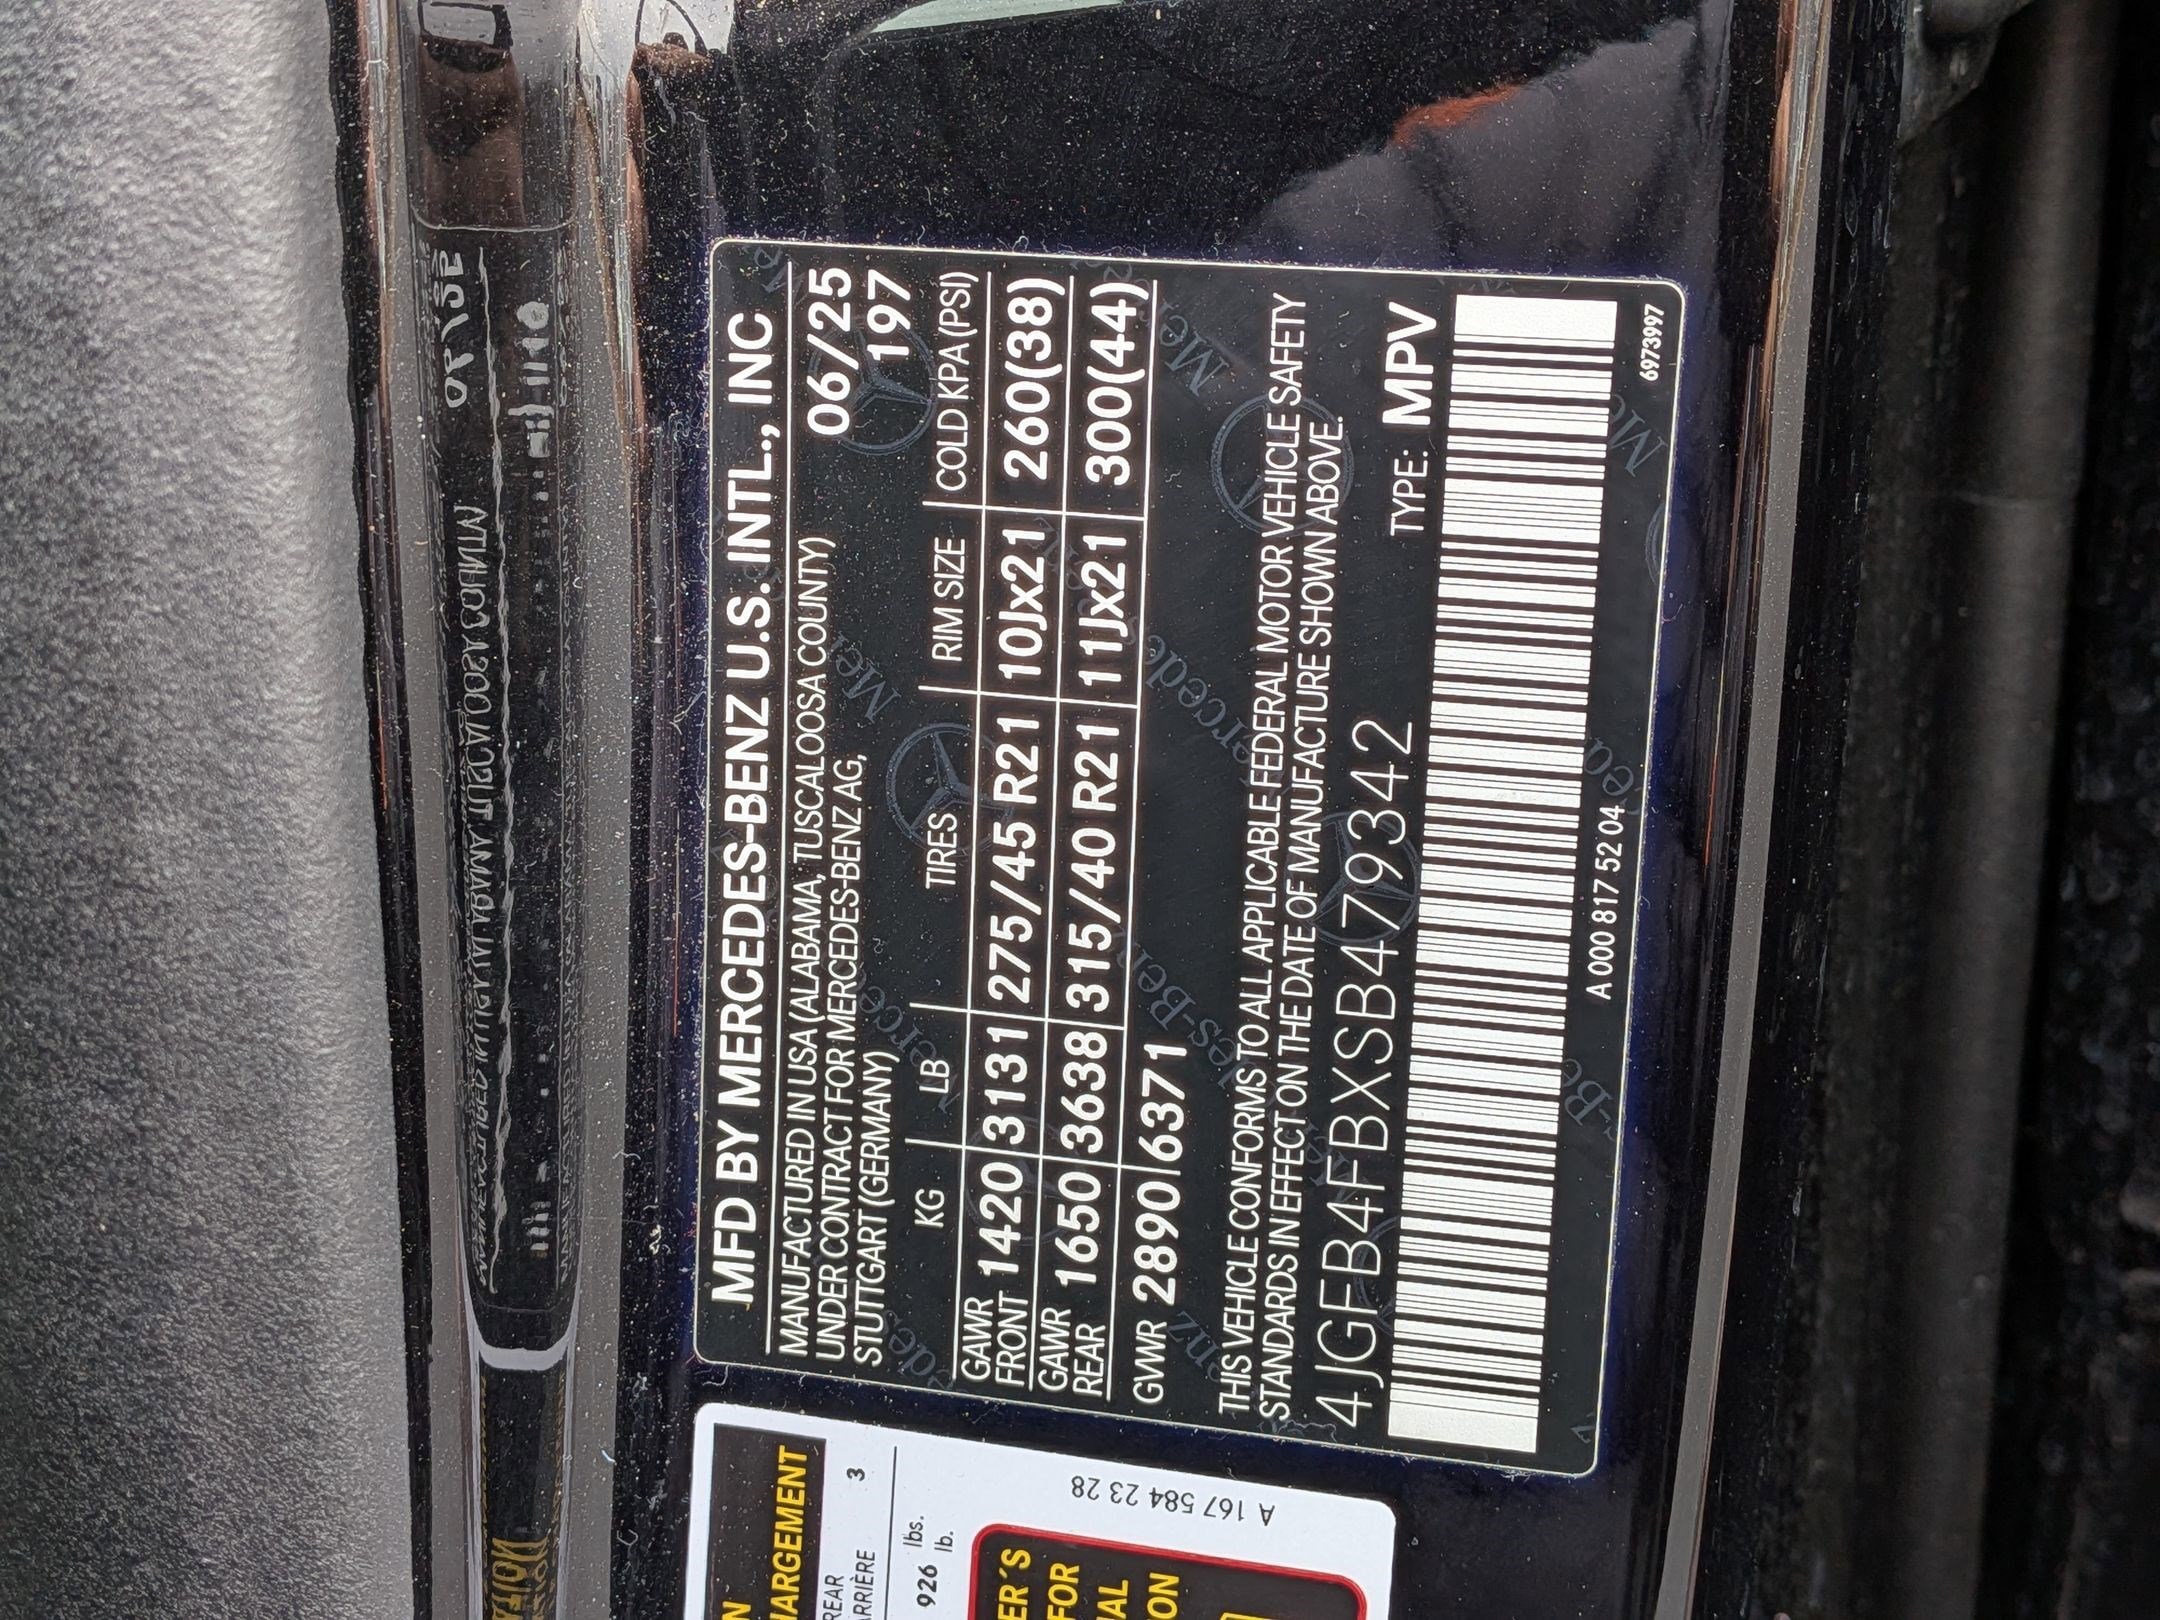 MFD BY MERCEDES-BENZ U.S. INTL., INC
MANUFACTURED IN USA (ALABAMA, TUSCALOOSA COUNTY) 06/25
UNDER CONTRACT FOR MERCEDES-BENZ AG, 197
STUTTGART (GERMANY)
KG LB TIRES RIM SIZE COLD KPA (PSI)
GAWR FRONT 1420 3131 275/45 R21 10Jx21 260(38)
GAWR REAR 1650 3638 315/40 R21 11Jx21 300(44)
GVWR 2890 6371
THIS VEHICLE CONFORMS TO ALL APPLICABLE FEDERAL MOTOR VEHICLE SAFETY
STANDARDS IN EFFECT ON THE DATE OF MANUFACTURE SHOWN ABOVE.
4JGFB4FBXSB479342 TYPE: MPV
A 000 817 52 04
6973997
HARGEMENT
REAR 3
ARRIÈRE
926 lbs.
lb.
A 167 584 23 28
ER'S
FOR